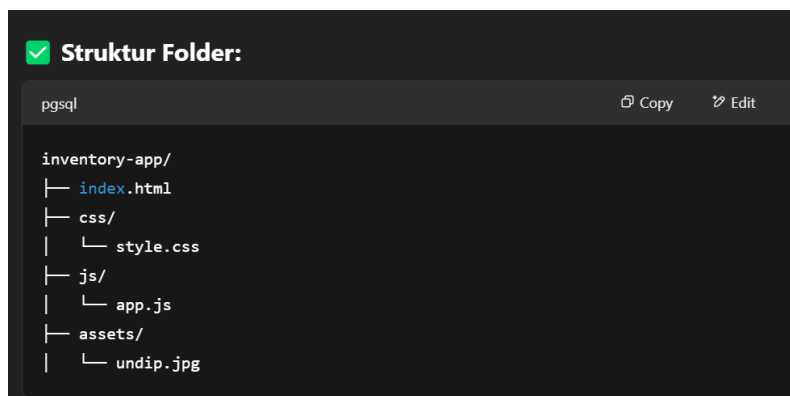 ✅ Struktur Folder:
pgsql
Copy
Edit
inventory-app/
├── index.html
├── css/
│   └── style.css
├── js/
│   └── app.js
├── assets/
│   └── undip.jpg